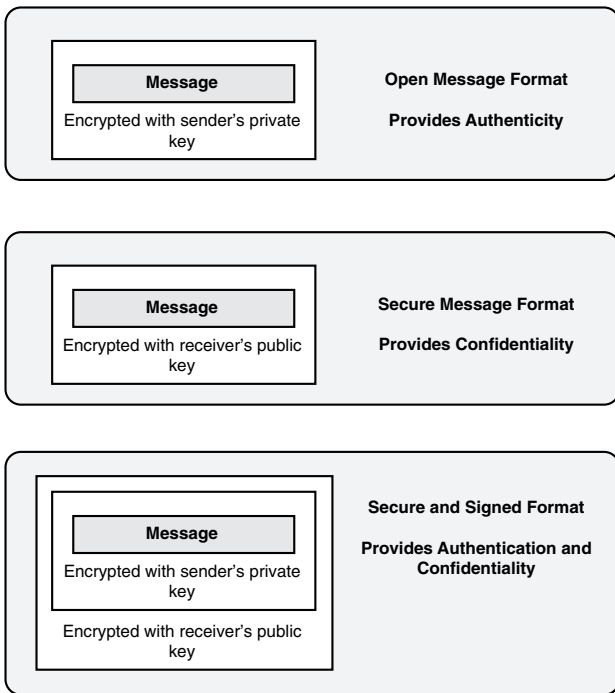 Message
Encrypted with sender's private
key
Open Message Format
Provides Authenticity
Message
Encrypted with receiver's public
key
Secure Message Format
Provides Confidentiality
Message
Encrypted with sender's private
key
Encrypted with receiver's public
key
Secure and Signed Format
Provides Authentication and
Confidentiality